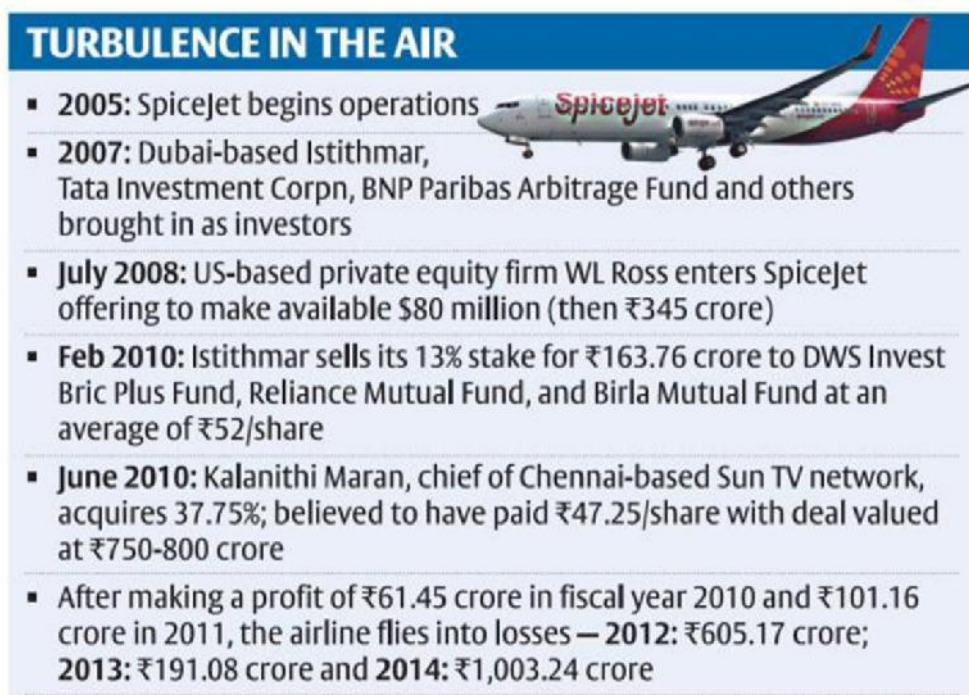 TURBULENCE IN THE AIR
▪ 2005: SpiceJet begins operations
Spicejet
▪ 2007: Dubai-based Istithmar,
Tata Investment Corpn, BNP Paribas Arbitrage Fund and others
brought in as investors
▪ July 2008: US-based private equity firm WL Ross enters SpiceJet
offering to make available $80 million (then ₹345 crore)
▪ Feb 2010: Istithmar sells its 13% stake for ₹163.76 crore to DWS Invest
Bric Plus Fund, Reliance Mutual Fund, and Birla Mutual Fund at an
average of ₹52/share
▪ June 2010: Kalanithi Maran, chief of Chennai-based Sun TV network,
acquires 37.75%; believed to have paid ₹47.25/share with deal valued
at ₹750-800 crore
▪ After making a profit of ₹61.45 crore in fiscal year 2010 and ₹101.16
crore in 2011, the airline flies into losses — 2012: ₹605.17 crore;
2013: ₹191.08 crore and 2014: ₹1,003.24 crore